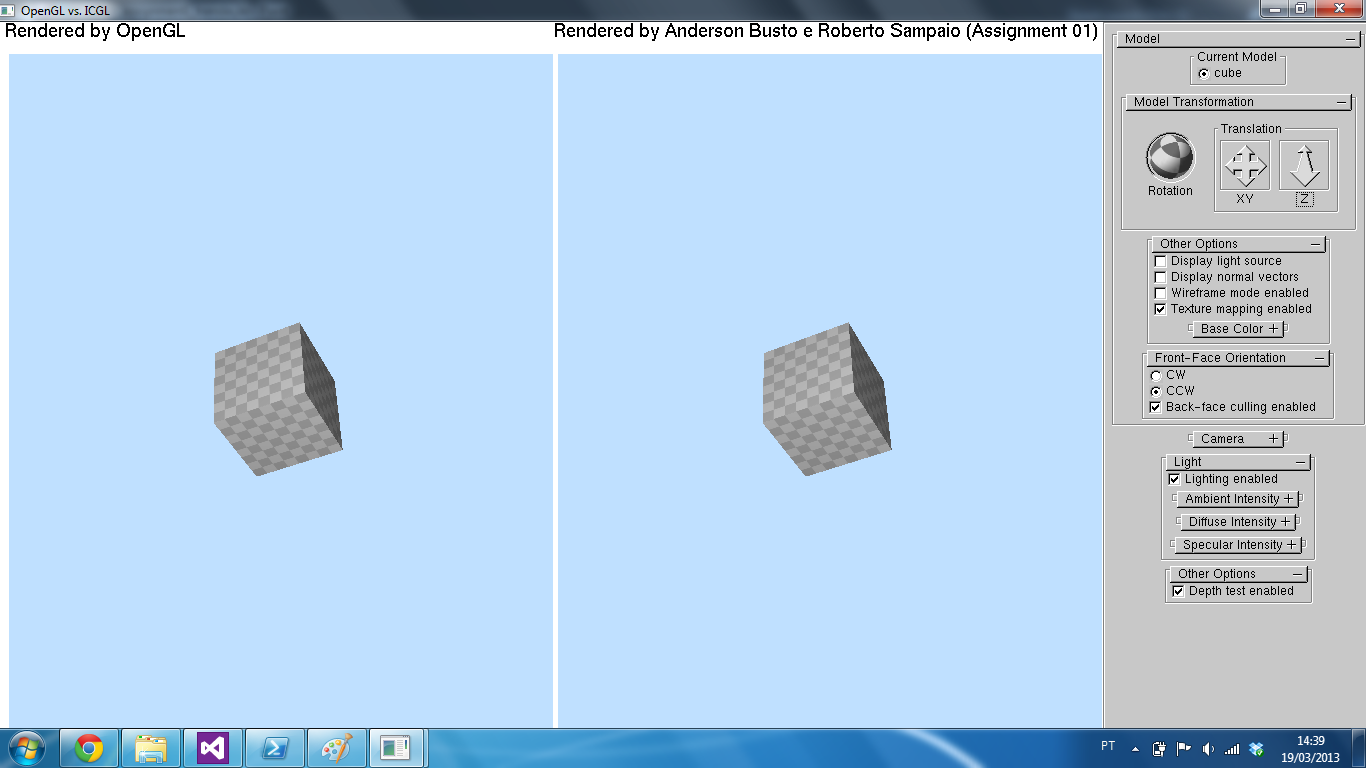 OpenGL vs. ICGL
Rendered by OpenGL
Rendered by Anderson Busto e Roberto Sampaio (Assignment 01)
Model
Current Model
cube
Model Transformation
Translation
Rotation
XY
Z
Other Options
Display light source
Display normal vectors
Wireframe mode enabled
Texture mapping enabled
Base Color
Front-Face Orientation
CW
CCW
Back-face culling enabled
Camera
Light
Lighting enabled
Ambient Intensity
Diffuse Intensity
Specular Intensity
Other Options
Depth test enabled
PT
14:39
19/03/2013